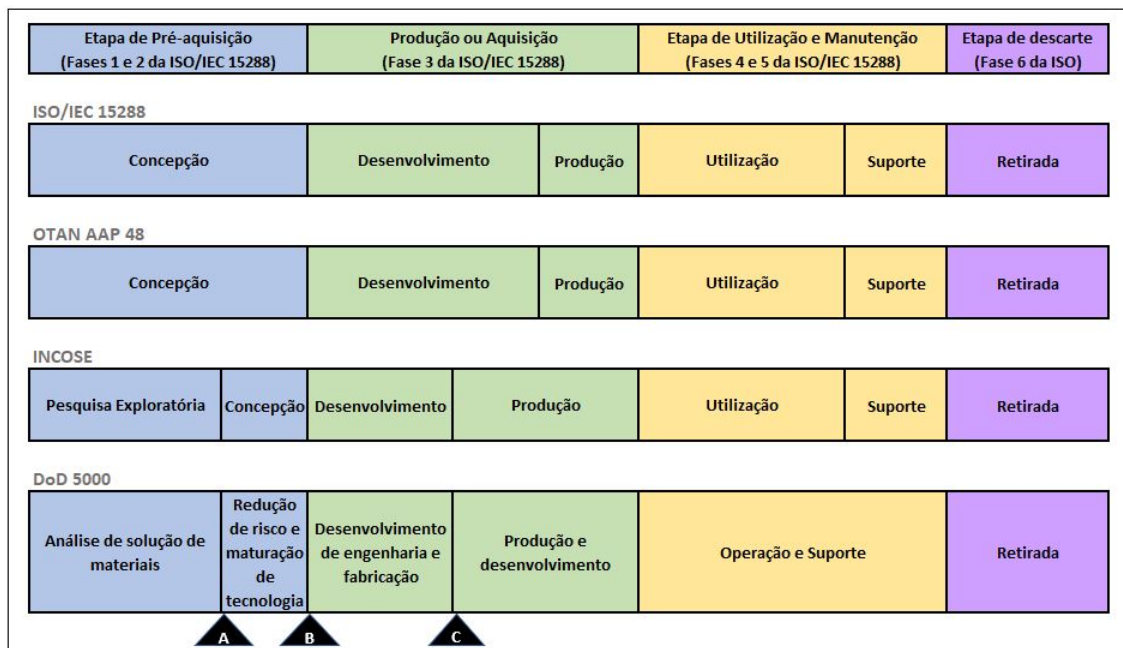 Etapa de Pré-aquisição
(Fases 1 e 2 da ISO/IEC 15288)
Produção ou Aquisição
(Fase 3 da ISO/IEC 15288)
Etapa de Utilização e Manutenção
(Fases 4 e 5 da ISO/IEC 15288)
Etapa de descarte
(Fase 6 da ISO)
ISO/IEC 15288
Concepção
Desenvolvimento
Produção
Utilização
Suporte
Retirada
OTAN AAP 48
Concepção
Desenvolvimento
Produção
Utilização
Suporte
Retirada
INCOSE
Pesquisa Exploratória
Concepção
Desenvolvimento
Produção
Utilização
Suporte
Retirada
DoD 5000
Análise de solução de
materiais
Redução
de risco e
maturação
de
tecnologia
Desenvolvimento
de engenharia e
fabricação
Produção e
desenvolvimento
Operação e Suporte
Retirada
A
B
C